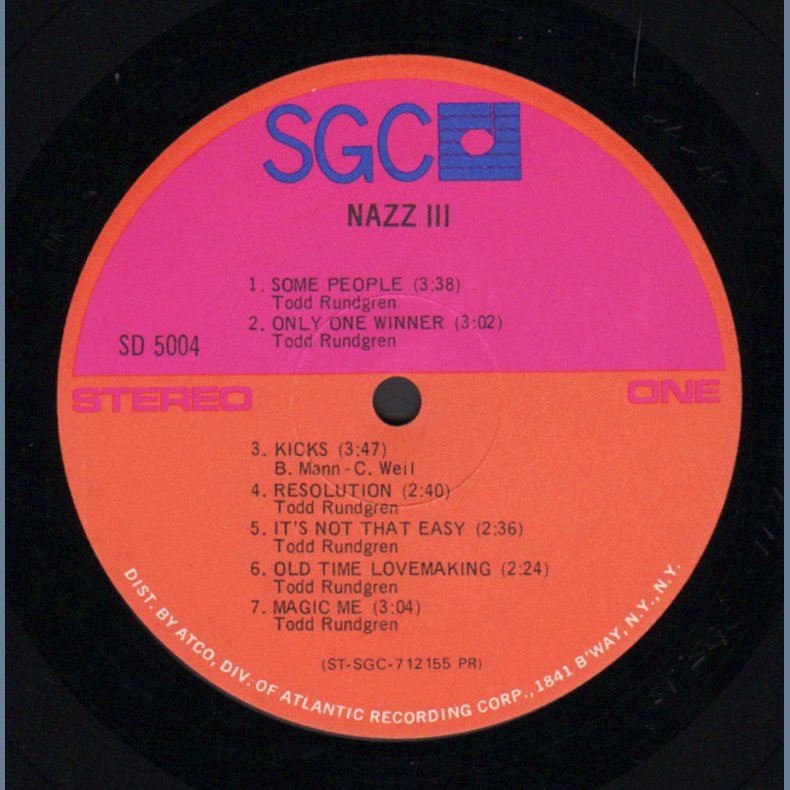 SGC
NAZZ III
1. SOME PEOPLE (3:38)
Todd Rundgren
2. ONLY ONE WINNER (3:02)
Todd Rundgren
SD 5004
STEREO
ONE
3. KICKS (3:47)
B. Mann - C. Weil
4. RESOLUTION (2:40)
Todd Rundgren
5. IT'S NOT THAT EASY (2:36)
Todd Rundgren
6. OLD TIME LOVEMAKING (2:24)
Todd Rundgren
7. MAGIC ME (3:04)
Todd Rundgren
(ST-SGC-712155 PR)
DIST. BY ATCO, DIV. OF ATLANTIC RECORDING CORP., 1841 B'WAY, N.Y., N.Y.